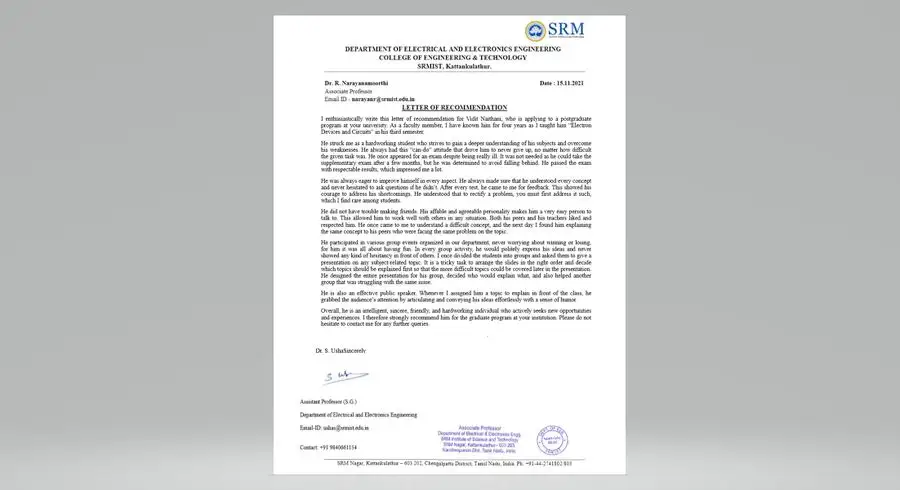 SRM
DEPARTMENT OF ELECTRICAL AND ELECTRONICS ENGINEERING
COLLEGE OF ENGINEERING & TECHNOLOGY
SRMIST, Kattankulathur.
Dr. R. Narayanamoorthi Date : 15.11.2021
Associate Professor
Email ID : narayanr@srmist.edu.in
LETTER OF RECOMMENDATION
I enthusiastically write this letter of recommendation for Vidit Naithani, who is applying to a postgraduate
program at your university. As a faculty member, I have known him for four years as I taught him "Electron
Devices and Circuits" in his third semester.
He struck me as a hardworking student who strives to gain a deeper understanding of his subjects and overcome
his weaknesses. He always had this "can-do" attitude that drove him to never give up, no matter how difficult
the given task was. He once appeared for an exam despite being really ill. It was not needed as he could take the
supplementary exam after a few months, but he was determined to avoid falling behind. He passed the exam
with respectable results, which impressed me a lot.
He was always eager to improve himself in every aspect. He always made sure that he understood every concept
and never hesitated to ask questions if he didn't. After every test, he came to me for feedback. This showed his
courage to address his shortcomings. He understood that to rectify a problem, you must first address it such,
which I find rare among students.
He did not have trouble making friends. His affable and agreeable personality makes him a very easy person to
talk to. This allowed him to work well with others in any situation. Both his peers and his teachers liked and
respected him. He once came to me to understand a difficult concept, and the next day I found him explaining
the same concept to his peers who were facing the same problem on the topic.
He participated in various group events organized in our department, never worrying about winning or losing,
for him it was all about having fun. In every group activity, he would politely express his ideas and never
showed any kind of hesitancy in front of others. I once divided the students into groups and asked them to give a
presentation on any subject-related topic. It is a tricky task to arrange the slides in the right order and decide
which topics should be explained first so that the more difficult topics could be covered later in the presentation.
He designed the entire presentation for his group, decided who would explain what, and also helped another
group that was struggling with the same issue.
He is also an effective public speaker. Whenever I assigned him a topic to explain in front of the class, he
grabbed the audience's attention by articulating and conveying his ideas effortlessly with a sense of humor.
Overall, he is an intelligent, sincere, friendly, and hardworking individual who actively seeks new opportunities
and experiences. I therefore strongly recommend him for the graduate program at your institution. Please do not
hesitate to contact me for any further queries
Dr. S. UshaSincerely
Assistant Professor (S.G.)
Department of Electrical and Electronics Engineering
Email-ID: ushas@srmist.edu.in
Contact: +91 9840061134
Associate Professor
Department of Electrical & Electronics Engg.
SRM Institute of Science and Technology
SRM Nagar, Kattankulathur - 603 203.
Kancheepuram Dist, Tamil Nadu, India
SRM Nagar, Kattankulathur – 603 202, Chengalpattu District, Tamil Nadu, India. Ph. +91-44-27418